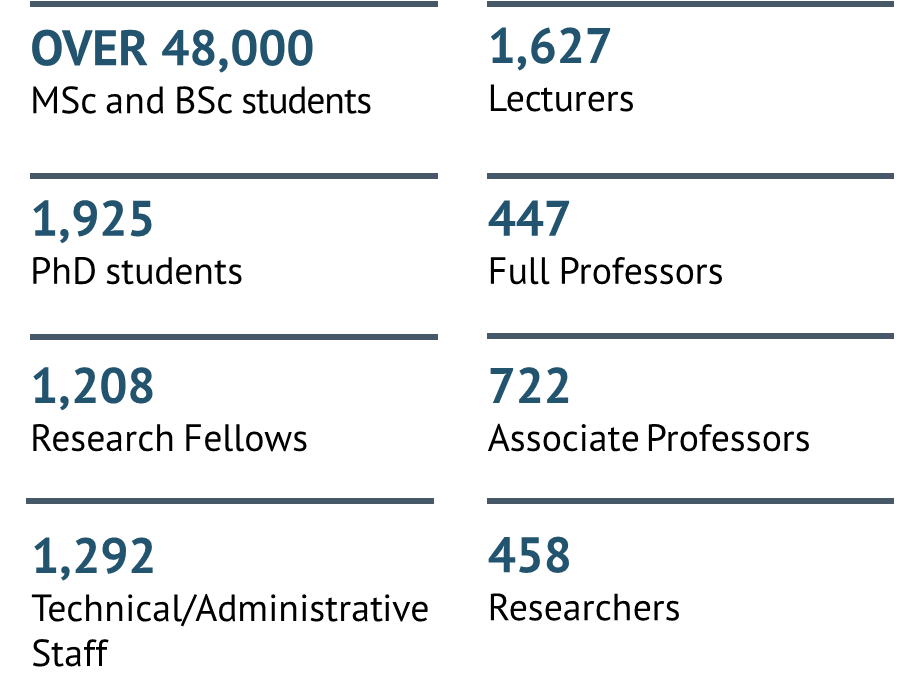 OVER 48,000
MSc and BSc students
1,925
PhD students
1,208
Research Fellows
1,292
Technical/Administrative
Staff
1,627
Lecturers
447
Full Professors
722
Associate Professors
458
Researchers